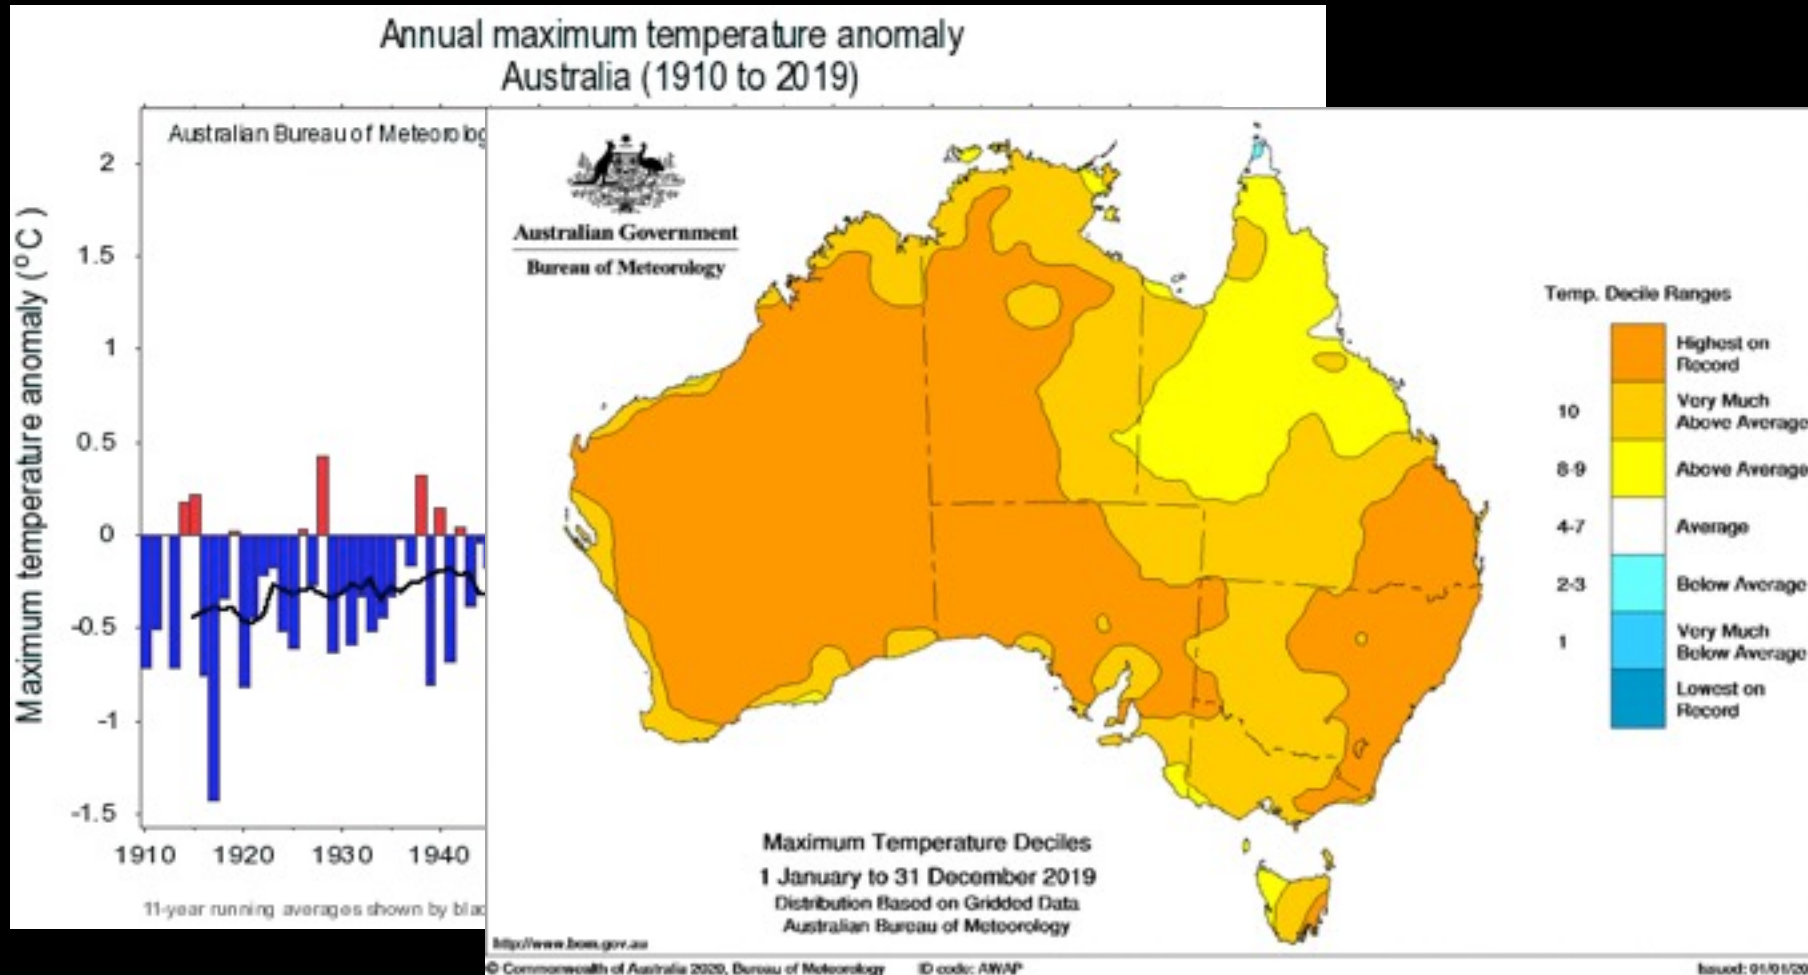 Annual maximum temperature anomaly
Australia (1910 to 2019)
Australian Bureau of Meteorolog
Maximum temperature anomaly (°C)
2
1.5
1
0.5
0
-0.5
-1
-1.5
1910 1920 1930 1940
11-year running averages shown by blac
Australian Government
Bureau of Meteorology
Temp. Decile Ranges
Highest on
Record
10
Very Much
Above Average
8-9
Above Average
4-7
Average
2-3
Below Average
1
Very Much
Below Average
Lowest on
Record
Maximum Temperature Deciles
1 January to 31 December 2019
Distribution Based on Gridded Data
Australian Bureau of Meteorology
http://www.bom.gov.au
© Commonwealth of Australia 2020, Bureau of Meteorology ID code: AWAP Issued: 01/01/20